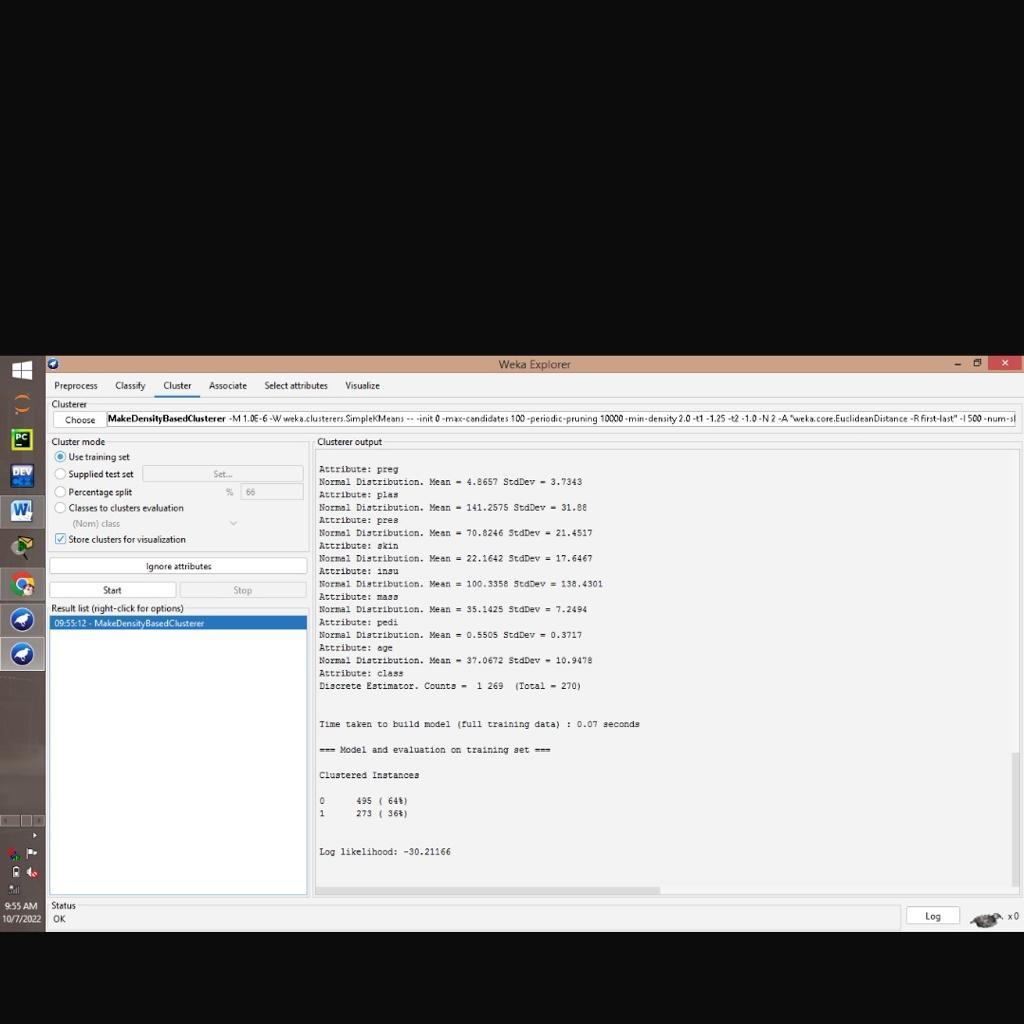 Weka Explorer
Preprocess Classify Cluster Associate Select attributes Visualize
Clusterer
Choose MakeDensityBasedClusterer -M 1.0E-6 -W weka.clusterers.SimpleKMeans -- -init 0 -max-candidates 100 -periodic-pruning 10000 -min-density 2.0 -t1 -1.25 -t2 -1.0 -N 2 -A "weka.core.EuclideanDistance -R first-last" -I 500 -num-sl
Cluster mode
Use training set
Supplied test set Set...
Percentage split % 66
Classes to clusters evaluation
(Nom) class
Store clusters for visualization
Ignore attributes
Start Stop
Result list (right-click for options)
09:55:12 - MakeDensityBasedClusterer
Clusterer output
Attribute: preg
Normal Distribution. Mean = 4.8657 StdDev = 3.7343
Attribute: plas
Normal Distribution. Mean = 141.2575 StdDev = 31.88
Attribute: pres
Normal Distribution. Mean = 70.8246 StdDev = 21.4517
Attribute: skin
Normal Distribution. Mean = 22.1642 StdDev = 17.6467
Attribute: insu
Normal Distribution. Mean = 100.3358 StdDev = 138.4301
Attribute: mass
Normal Distribution. Mean = 35.1425 StdDev = 7.2494
Attribute: pedi
Normal Distribution. Mean = 0.5505 StdDev = 0.3717
Attribute: age
Normal Distribution. Mean = 37.0672 StdDev = 10.9478
Attribute: class
Discrete Estimator. Counts = 1 269 (Total = 270)
Time taken to build model (full training data) : 0.07 seconds
=== Model and evaluation on training set ===
Clustered Instances
0 495 ( 64%)
1 273 ( 36%)
Log likelihood: -30.21166
Status
OK
Log
x 0
PC
DEV
W
9:55 AM
10/7/2022